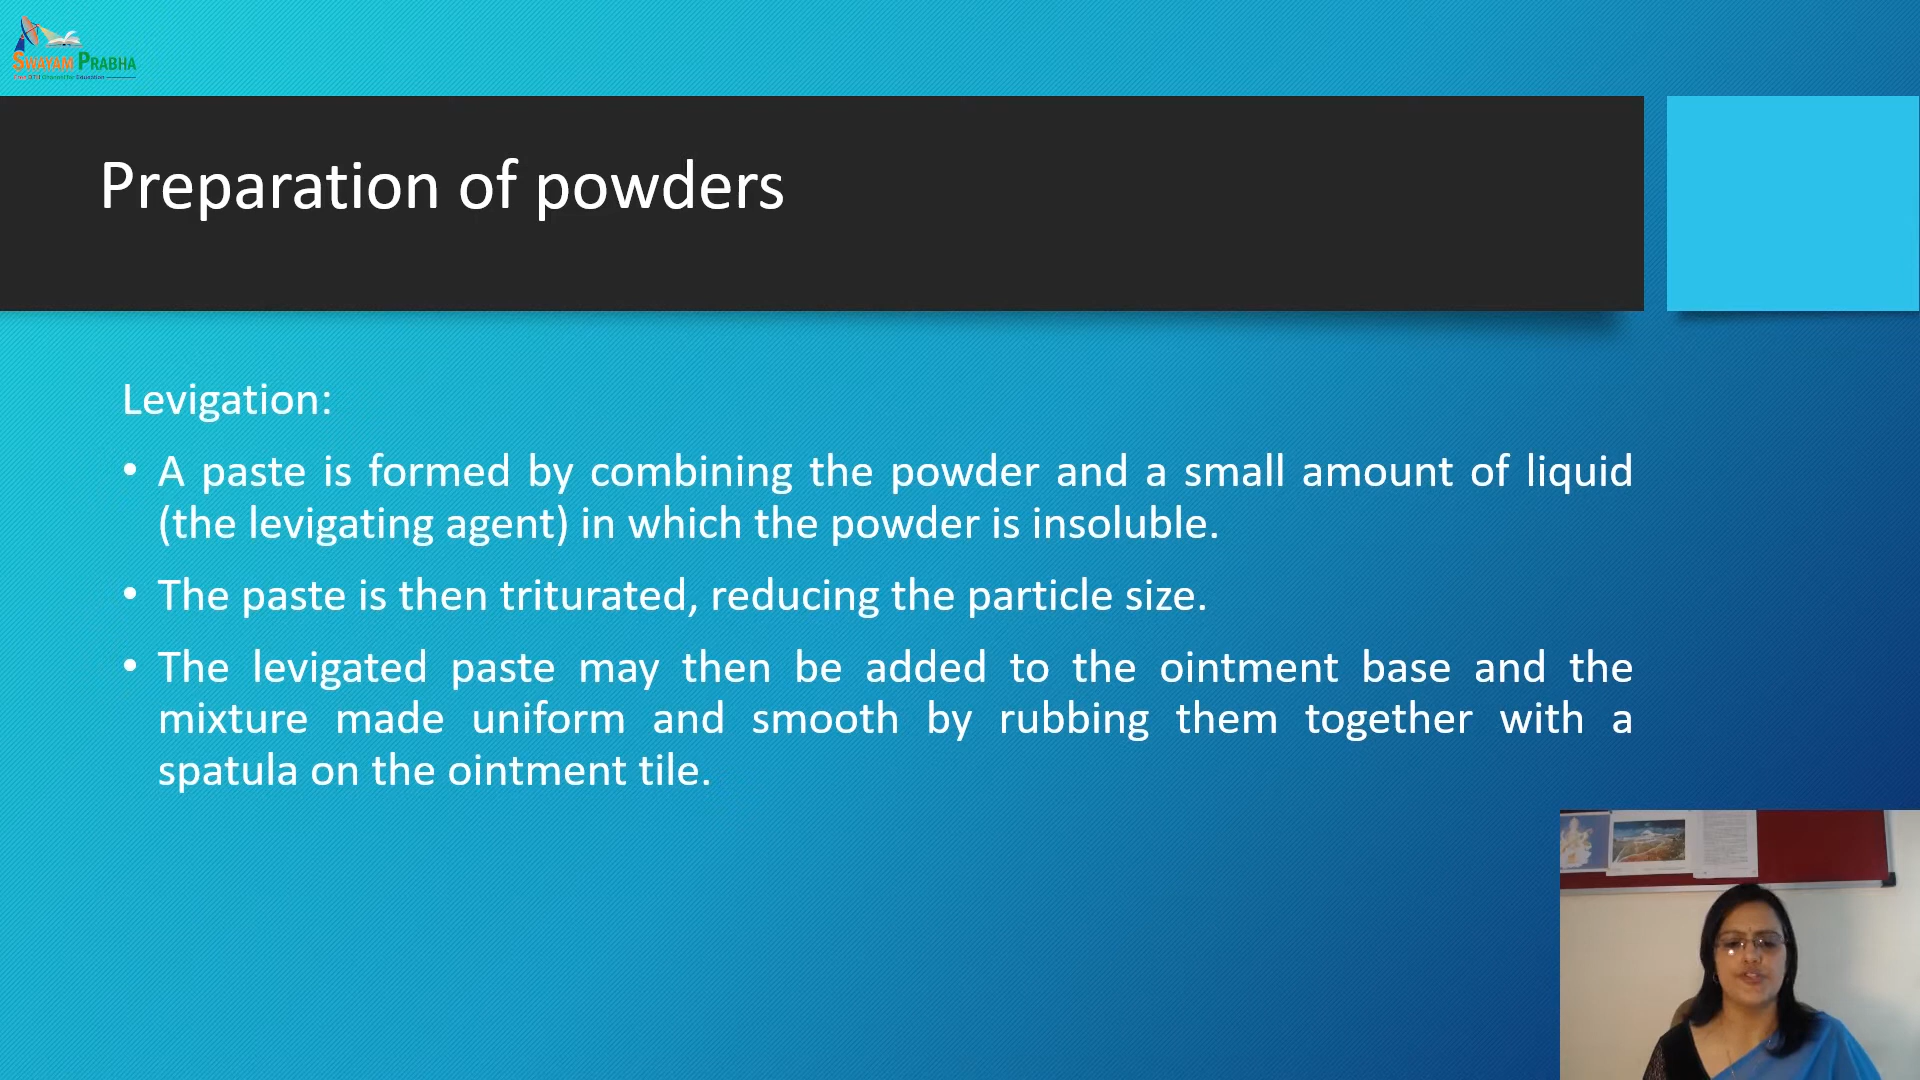 SWAYAM PRABHA
Preparation of powders
Levigation:
• A paste is formed by combining the powder and a small amount of liquid
(the levigating agent) in which the powder is insoluble.
• The paste is then triturated, reducing the particle size.
• The levigated paste may then be added to the ointment base and the
mixture made uniform and smooth by rubbing them together with a
spatula on the ointment tile.